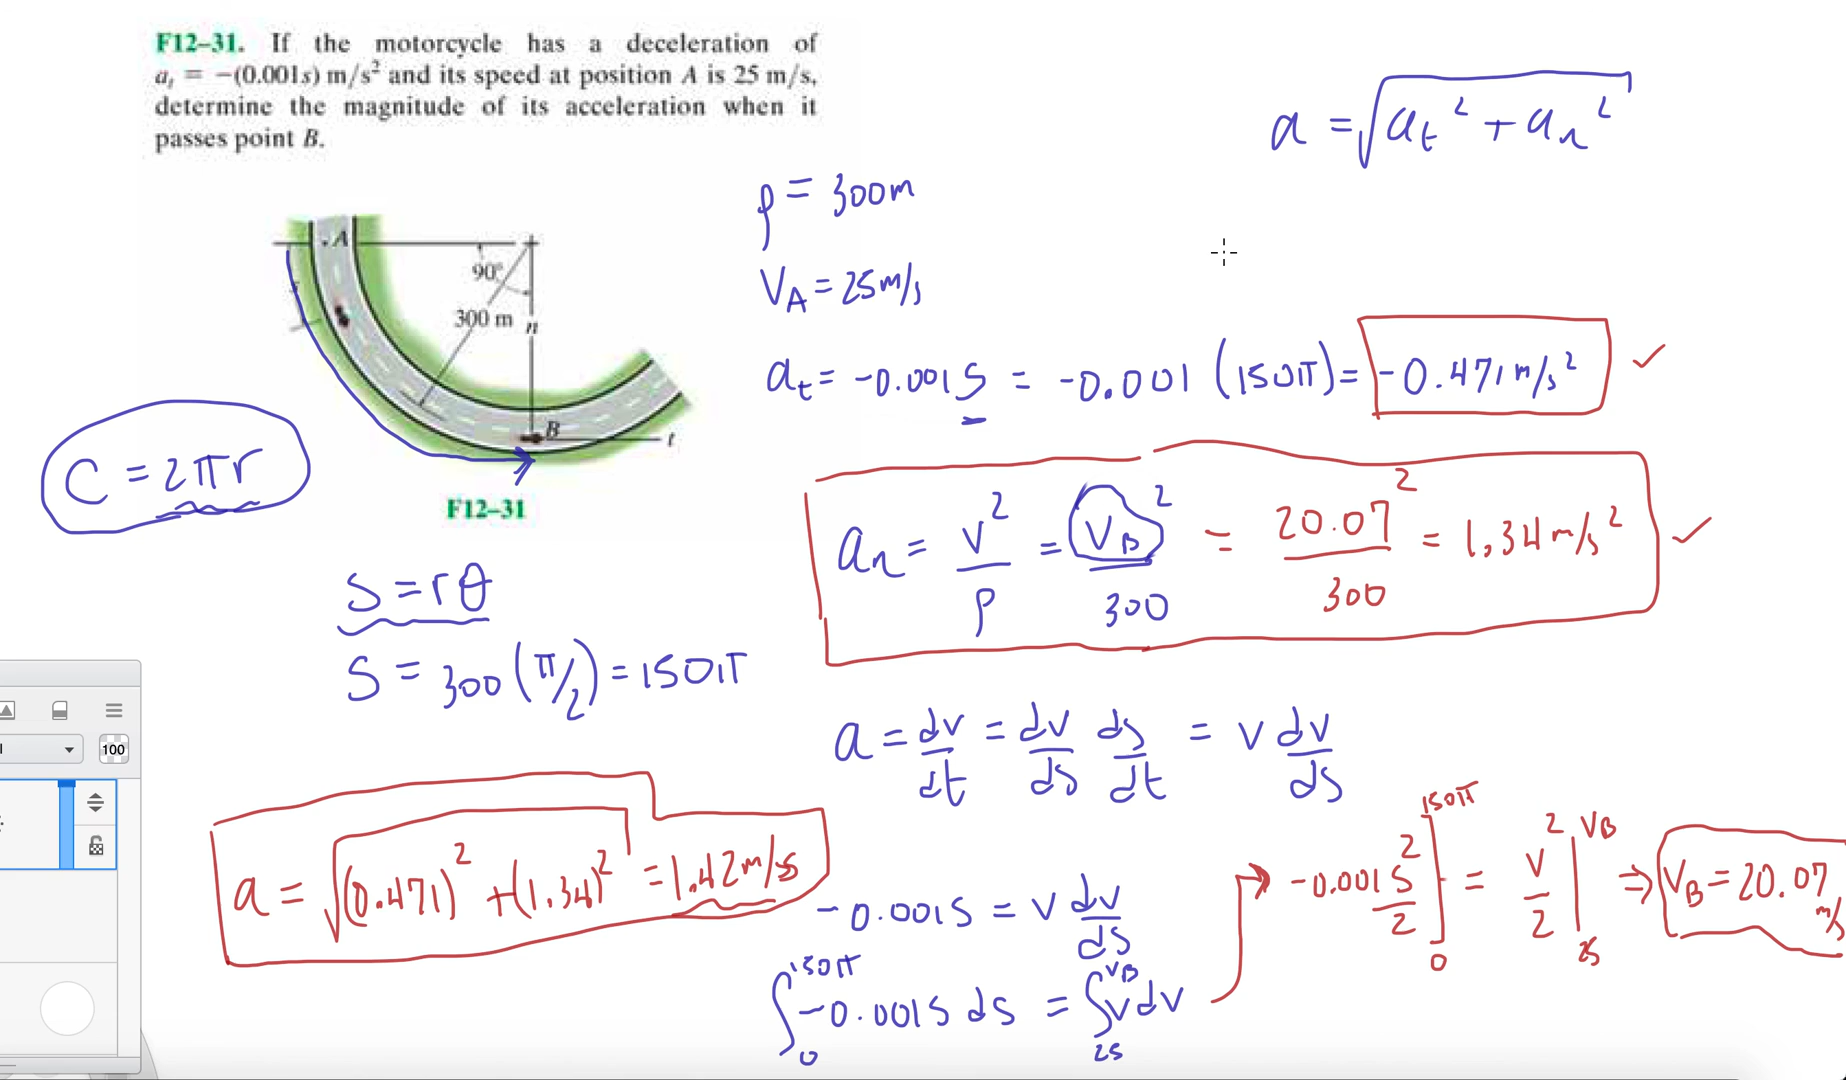 F12–31. If the motorcycle has a deceleration of
aₜ = −(0.001s) m/s² and its speed at position A is 25 m/s,
determine the magnitude of its acceleration when it
passes point B.
a = √(aₜ² + aₙ²)
ρ = 300m
V_A = 25m/s
A
90°
300 m
n
B
t
F12–31
C = 2πr
aₜ = -0.001S = -0.001 (150π) = -0.471 m/s² ✓
aₙ = V²/ρ = V_B²/300 = 20.07²/300 = 1.34 m/s² ✓
S = rθ
S = 300 (π/2) = 150π
a = dv/dt = dv/ds ds/dt = v dv/ds
-0.001S = v dv/ds
∫₀^150π -0.001S ds = ∫₂₅^VB v dv
→ -0.001 S²/2 ]₀^150π = V²/2 |₂₅^VB ⇒ V_B = 20.07 m/s
a = √((0.471)² + (1.34)²) = 1.42 m/s
100